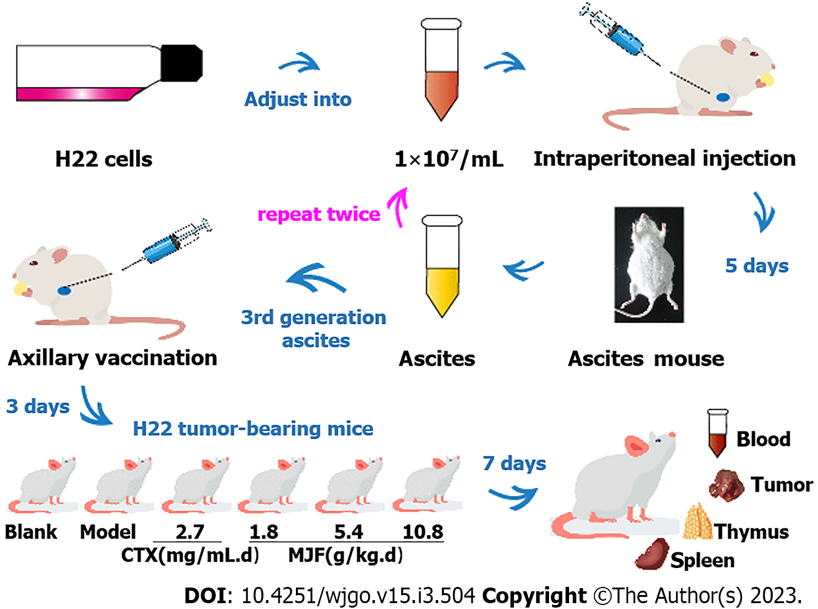 Adjust into
H22 cells
1×10⁷/mL
Intraperitoneal injection
repeat twice
5 days
3rd generation
ascites
Axillary vaccination
Ascites
Ascites mouse
3 days
H22 tumor-bearing mice
7 days
Blood
Tumor
Thymus
Spleen
Blank Model 2.7 1.8 5.4 10.8
CTX(mg/mL.d) MJF(g/kg.d)
DOI: 10.4251/wjgo.v15.i3.504 Copyright ©The Author(s) 2023.